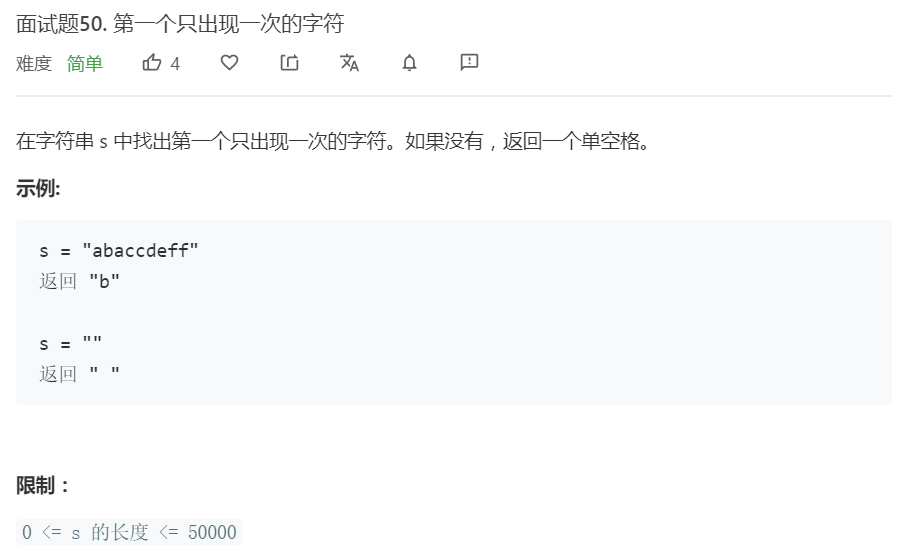 面试题50. 第一个只出现一次的字符
难度 简单 4
在字符串 s 中找出第一个只出现一次的字符。如果没有，返回一个单空格。
示例:
s = "abaccdeff"
返回 "b"
s = ""
返回 " "
限制：
0 <= s 的长度 <= 50000